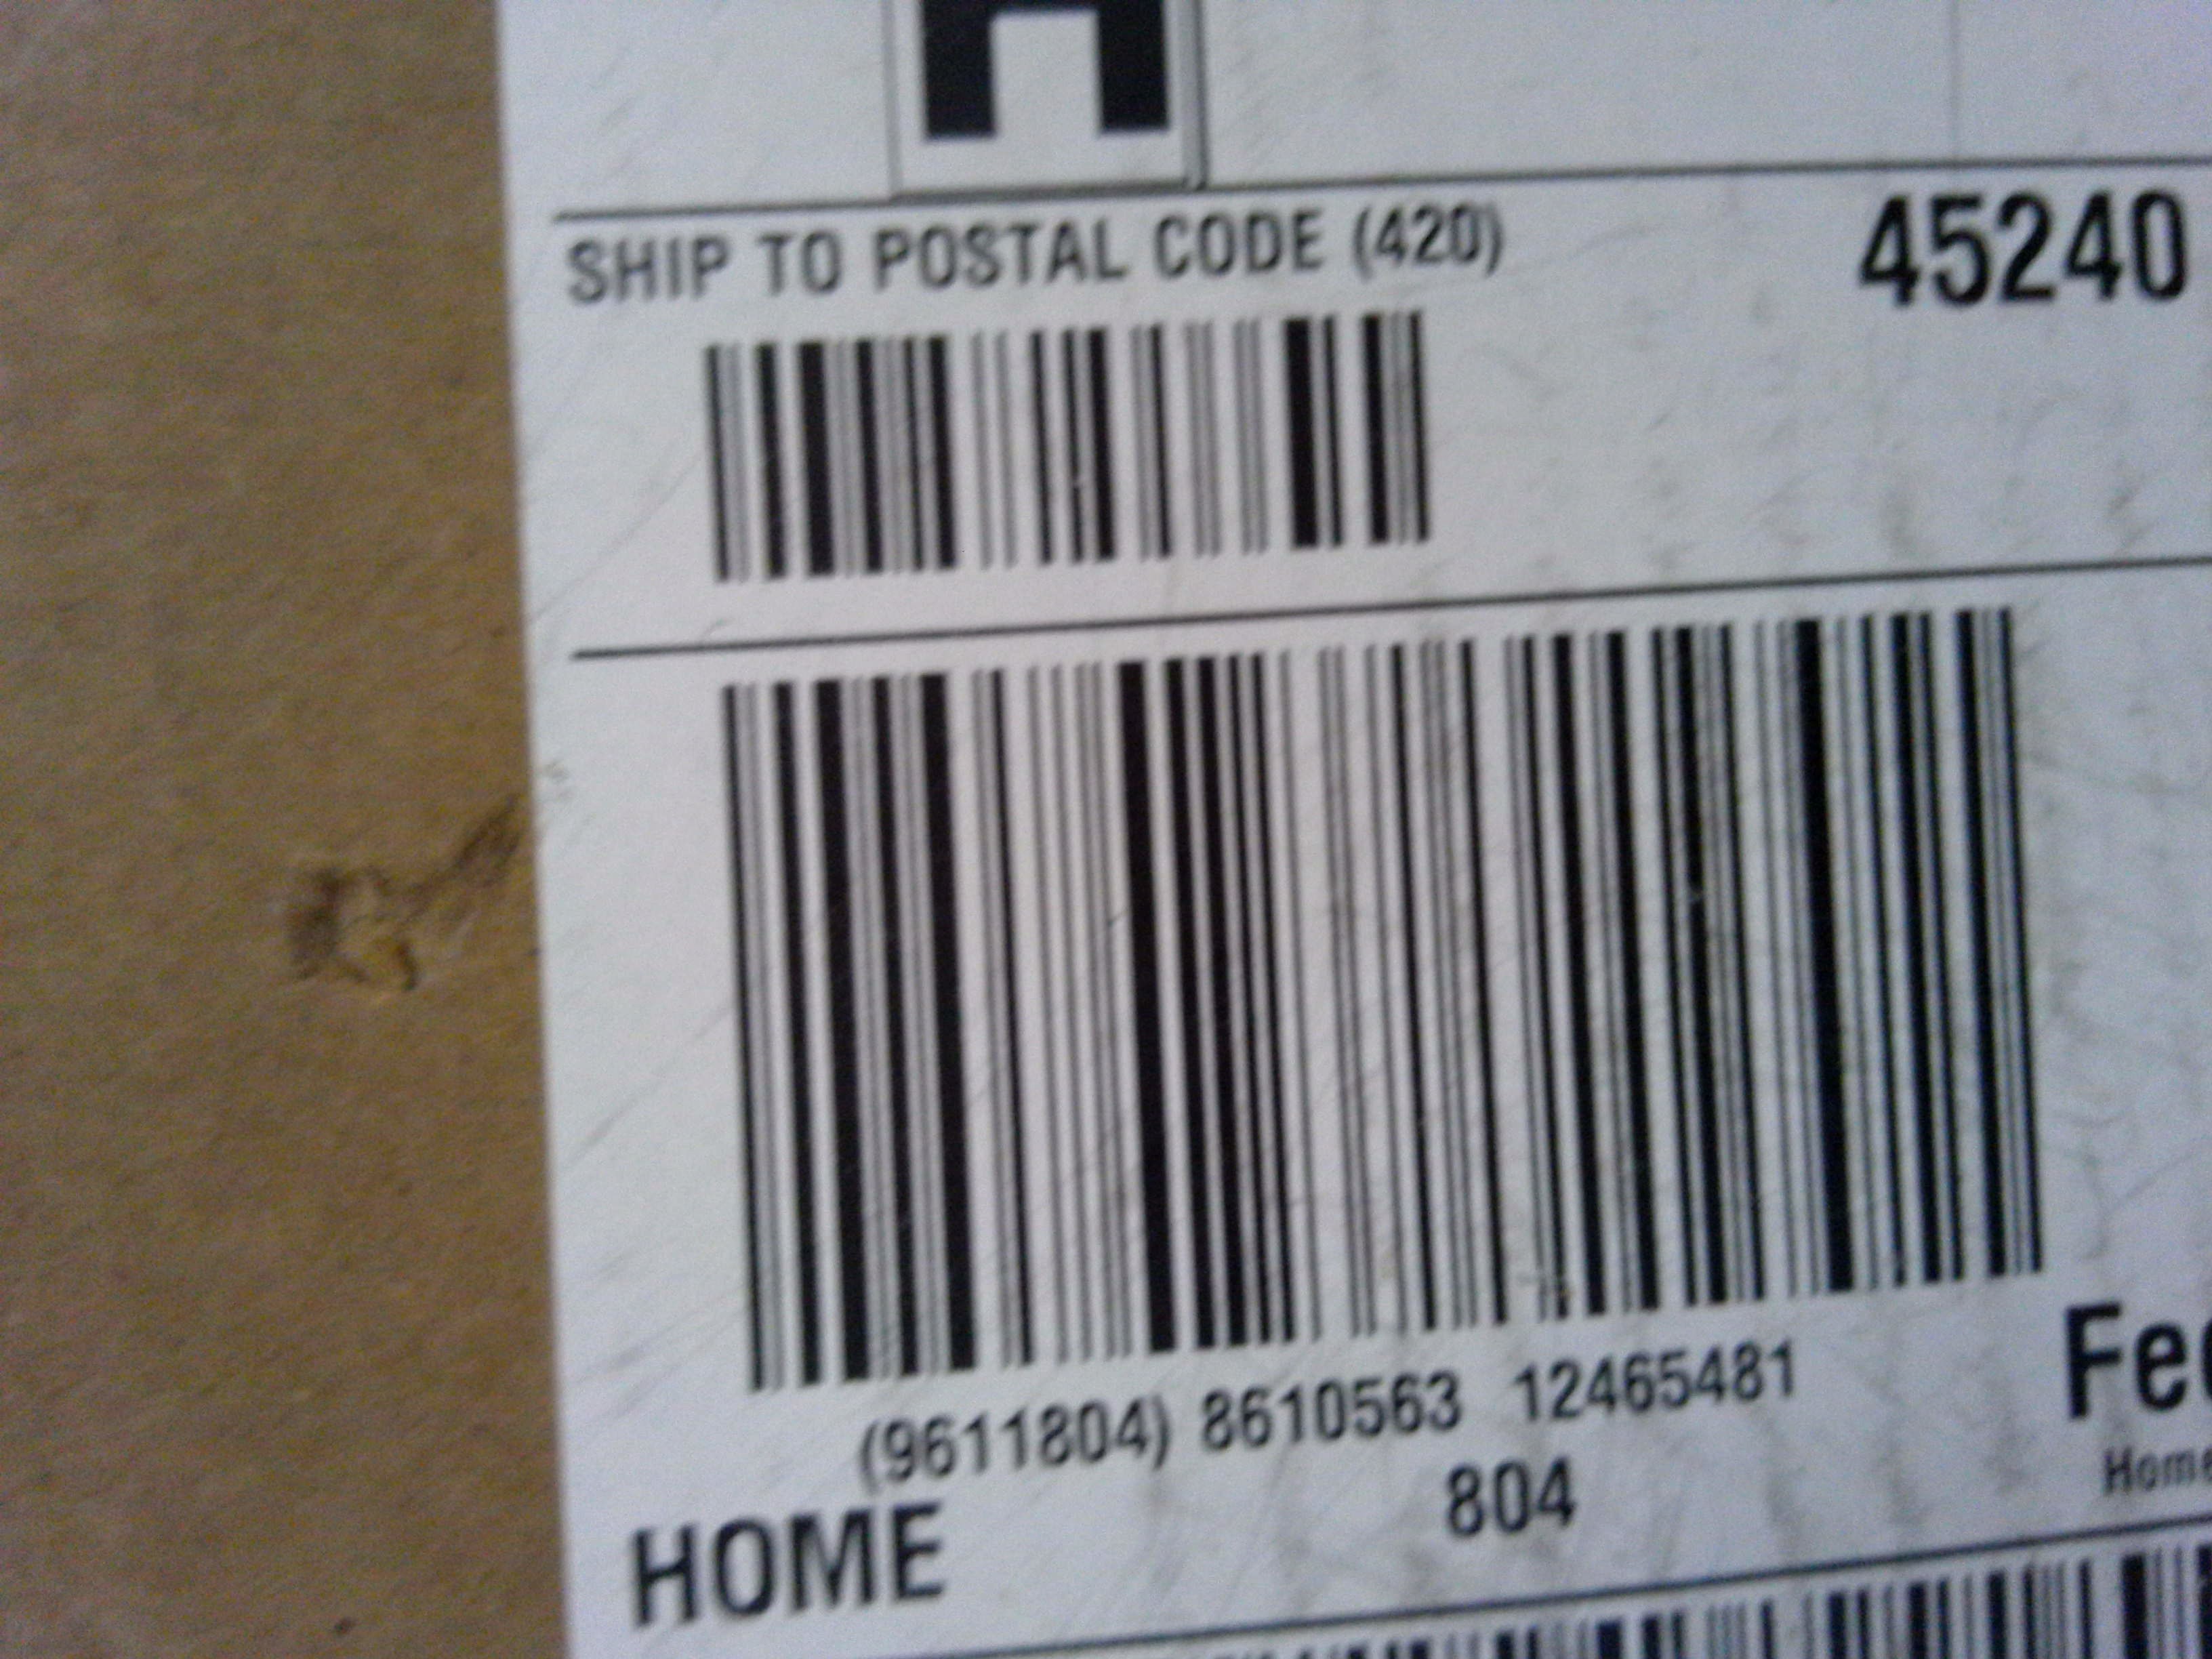 H
SHIP TO POSTAL CODE (420) 45240
(9611804) 8610563 12465481
804
HOME